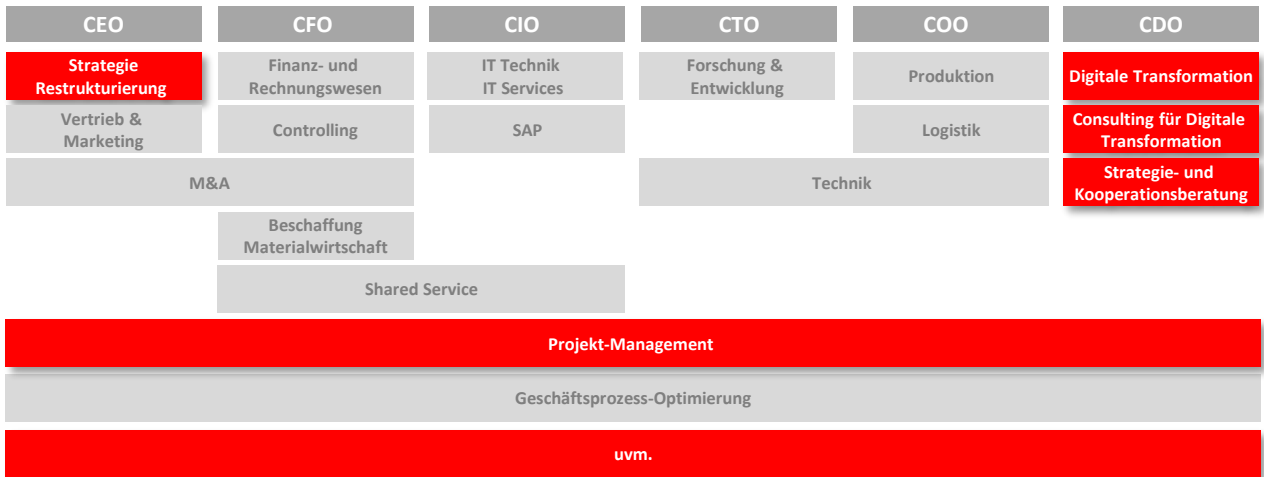 CEO
CFO
CIO
CTO
COO
CDO
Strategie
Restrukturierung
Finanz- und
Rechnungswesen
IT Technik
IT Services
Forschung &
Entwicklung
Produktion
Digitale Transformation
Vertrieb &
Marketing
Controlling
SAP
Logistik
Consulting für Digitale
Transformation
M&A
Technik
Strategie- und
Kooperationsberatung
Beschaffung
Materialwirtschaft
Shared Service
Projekt-Management
Geschäftsprozess-Optimierung
uvm.